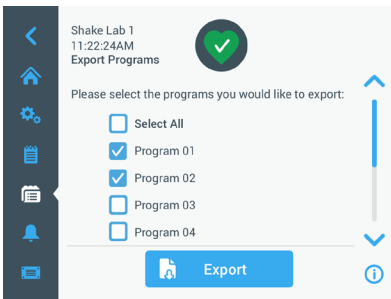 Shake Lab 1
11:22:24AM
Export Programs
Please select the programs you would like to export:
Select All
Program 01
Program 02
Program 03
Program 04
Export